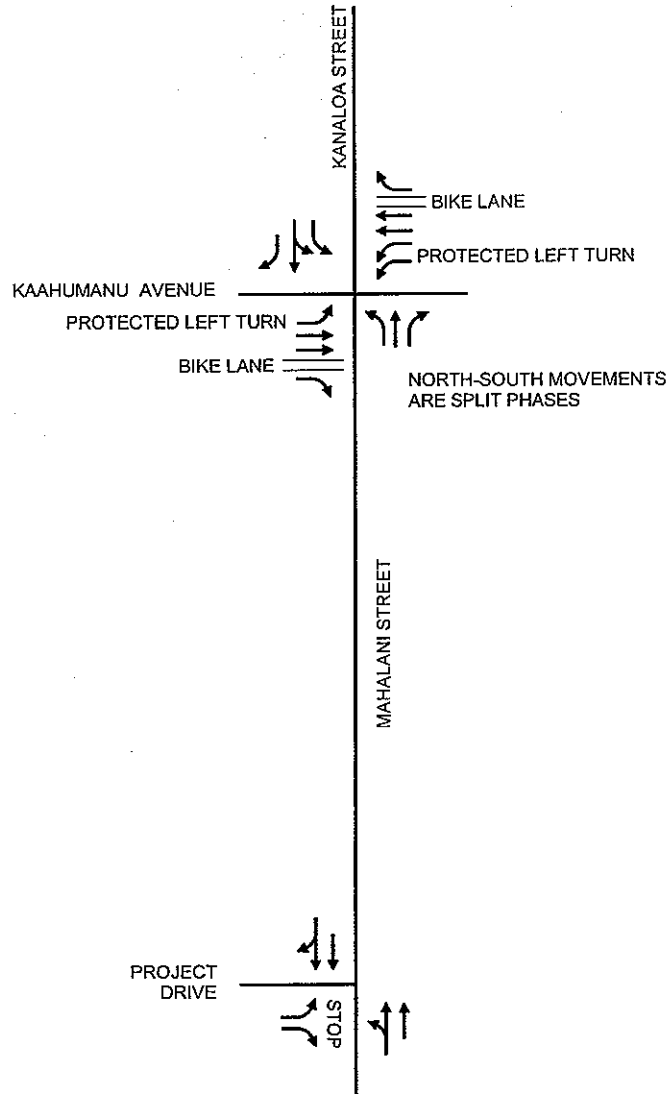 KANALOA STREET
BIKE LANE
PROTECTED LEFT TURN
KAAHUMANU AVENUE
PROTECTED LEFT TURN
BIKE LANE
NORTH-SOUTH MOVEMENTS
ARE SPLIT PHASES
MAHALANI STREET
PROJECT
DRIVE
STOP